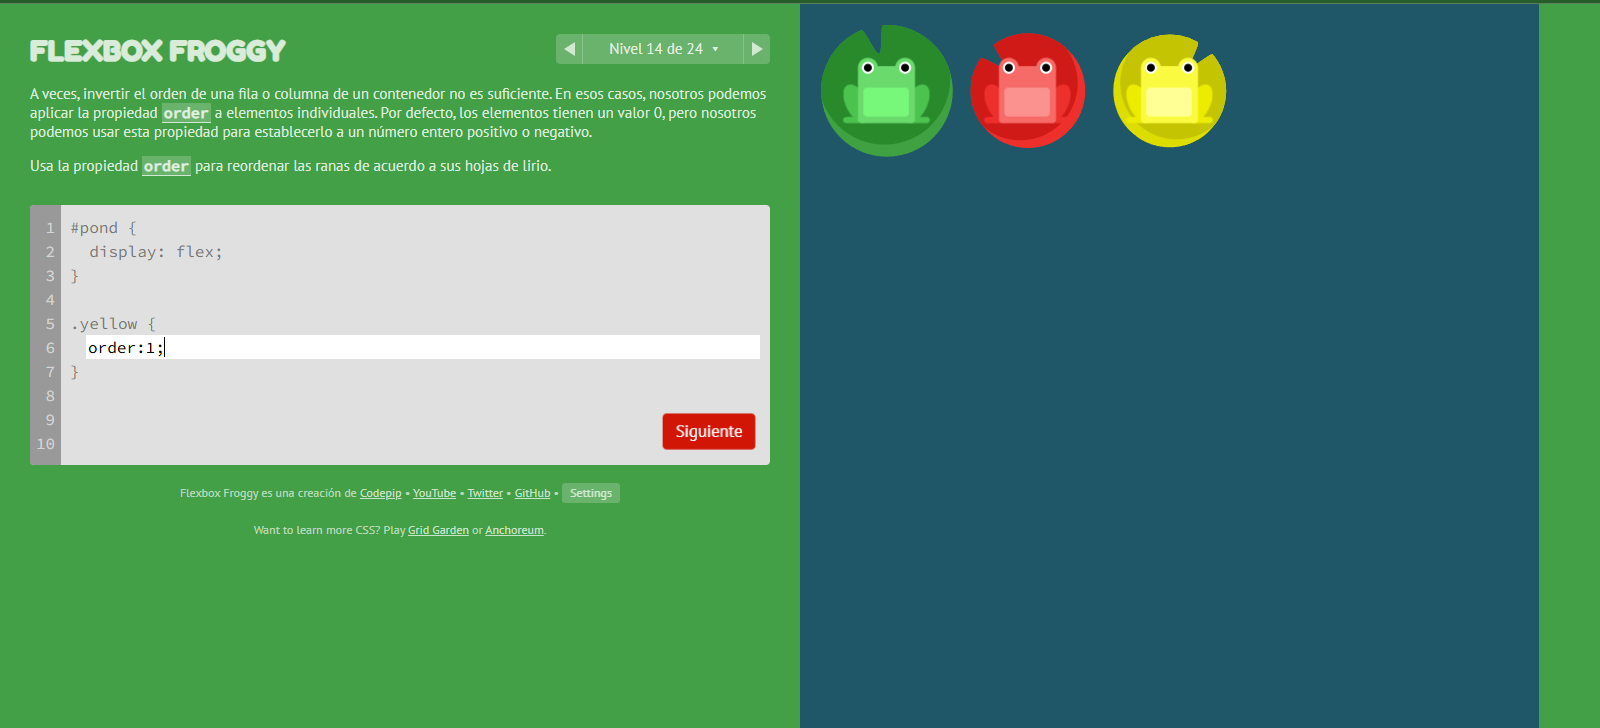 FLEXBOX FROGGY
Nivel 14 de 24
A veces, invertir el orden de una fila o columna de un contenedor no es suficiente. En esos casos, nosotros podemos
aplicar la propiedad order a elementos individuales. Por defecto, los elementos tienen un valor 0, pero nosotros
podemos usar esta propiedad para establecerlo a un número entero positivo o negativo.
Usa la propiedad order para reordenar las ranas de acuerdo a sus hojas de lirio.
1 #pond {
2 display: flex;
3 }
4
5 .yellow {
6 order:1;
7 }
8
9
10
Siguiente
Flexbox Froggy es una creación de Codepip • YouTube • Twitter • GitHub • Settings
Want to learn more CSS? Play Grid Garden or Anchoreum.